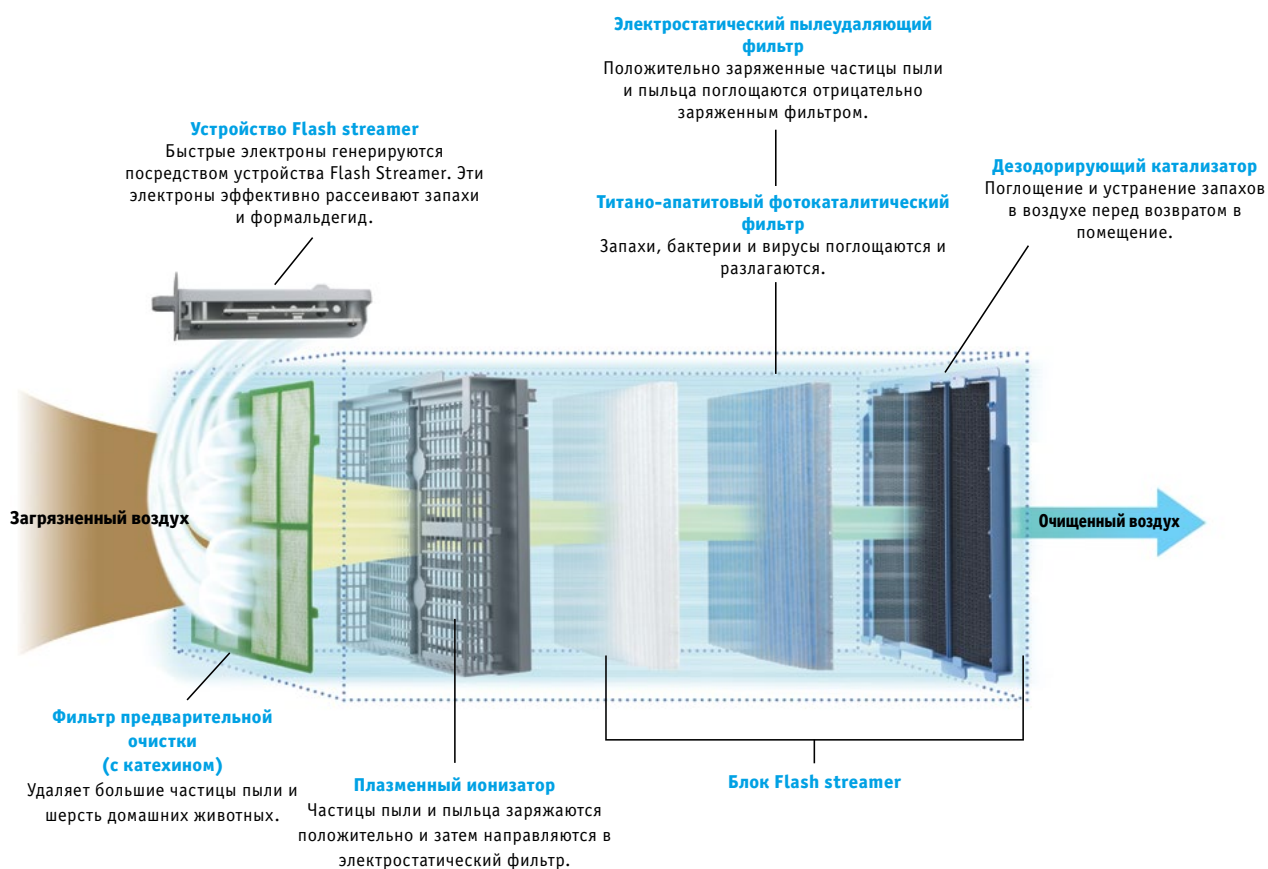 Электростатический пылеудаляющий
фильтр
Положительно заряженные частицы пыли
и пыльца поглощаются отрицательно
заряженным фильтром.
Устройство Flash streamer
Быстрые электроны генерируются
посредством устройства Flash Streamer. Эти
электроны эффективно рассеивают запахи
и формальдегид.
Дезодорирующий катализатор
Поглощение и устранение запахов
в воздухе перед возвратом в
помещение.
Титано-апатитовый фотокаталитический
фильтр
Запахи, бактерии и вирусы поглощаются и
разлагаются.
Загрязненный воздух
Очищенный воздух
Фильтр предварительной
очистки
(с катехином)
Удаляет большие частицы пыли и
шерсть домашних животных.
Плазменный ионизатор
Частицы пыли и пыльца заряжаются
положительно и затем направляются в
электростатический фильтр.
Блок Flash streamer